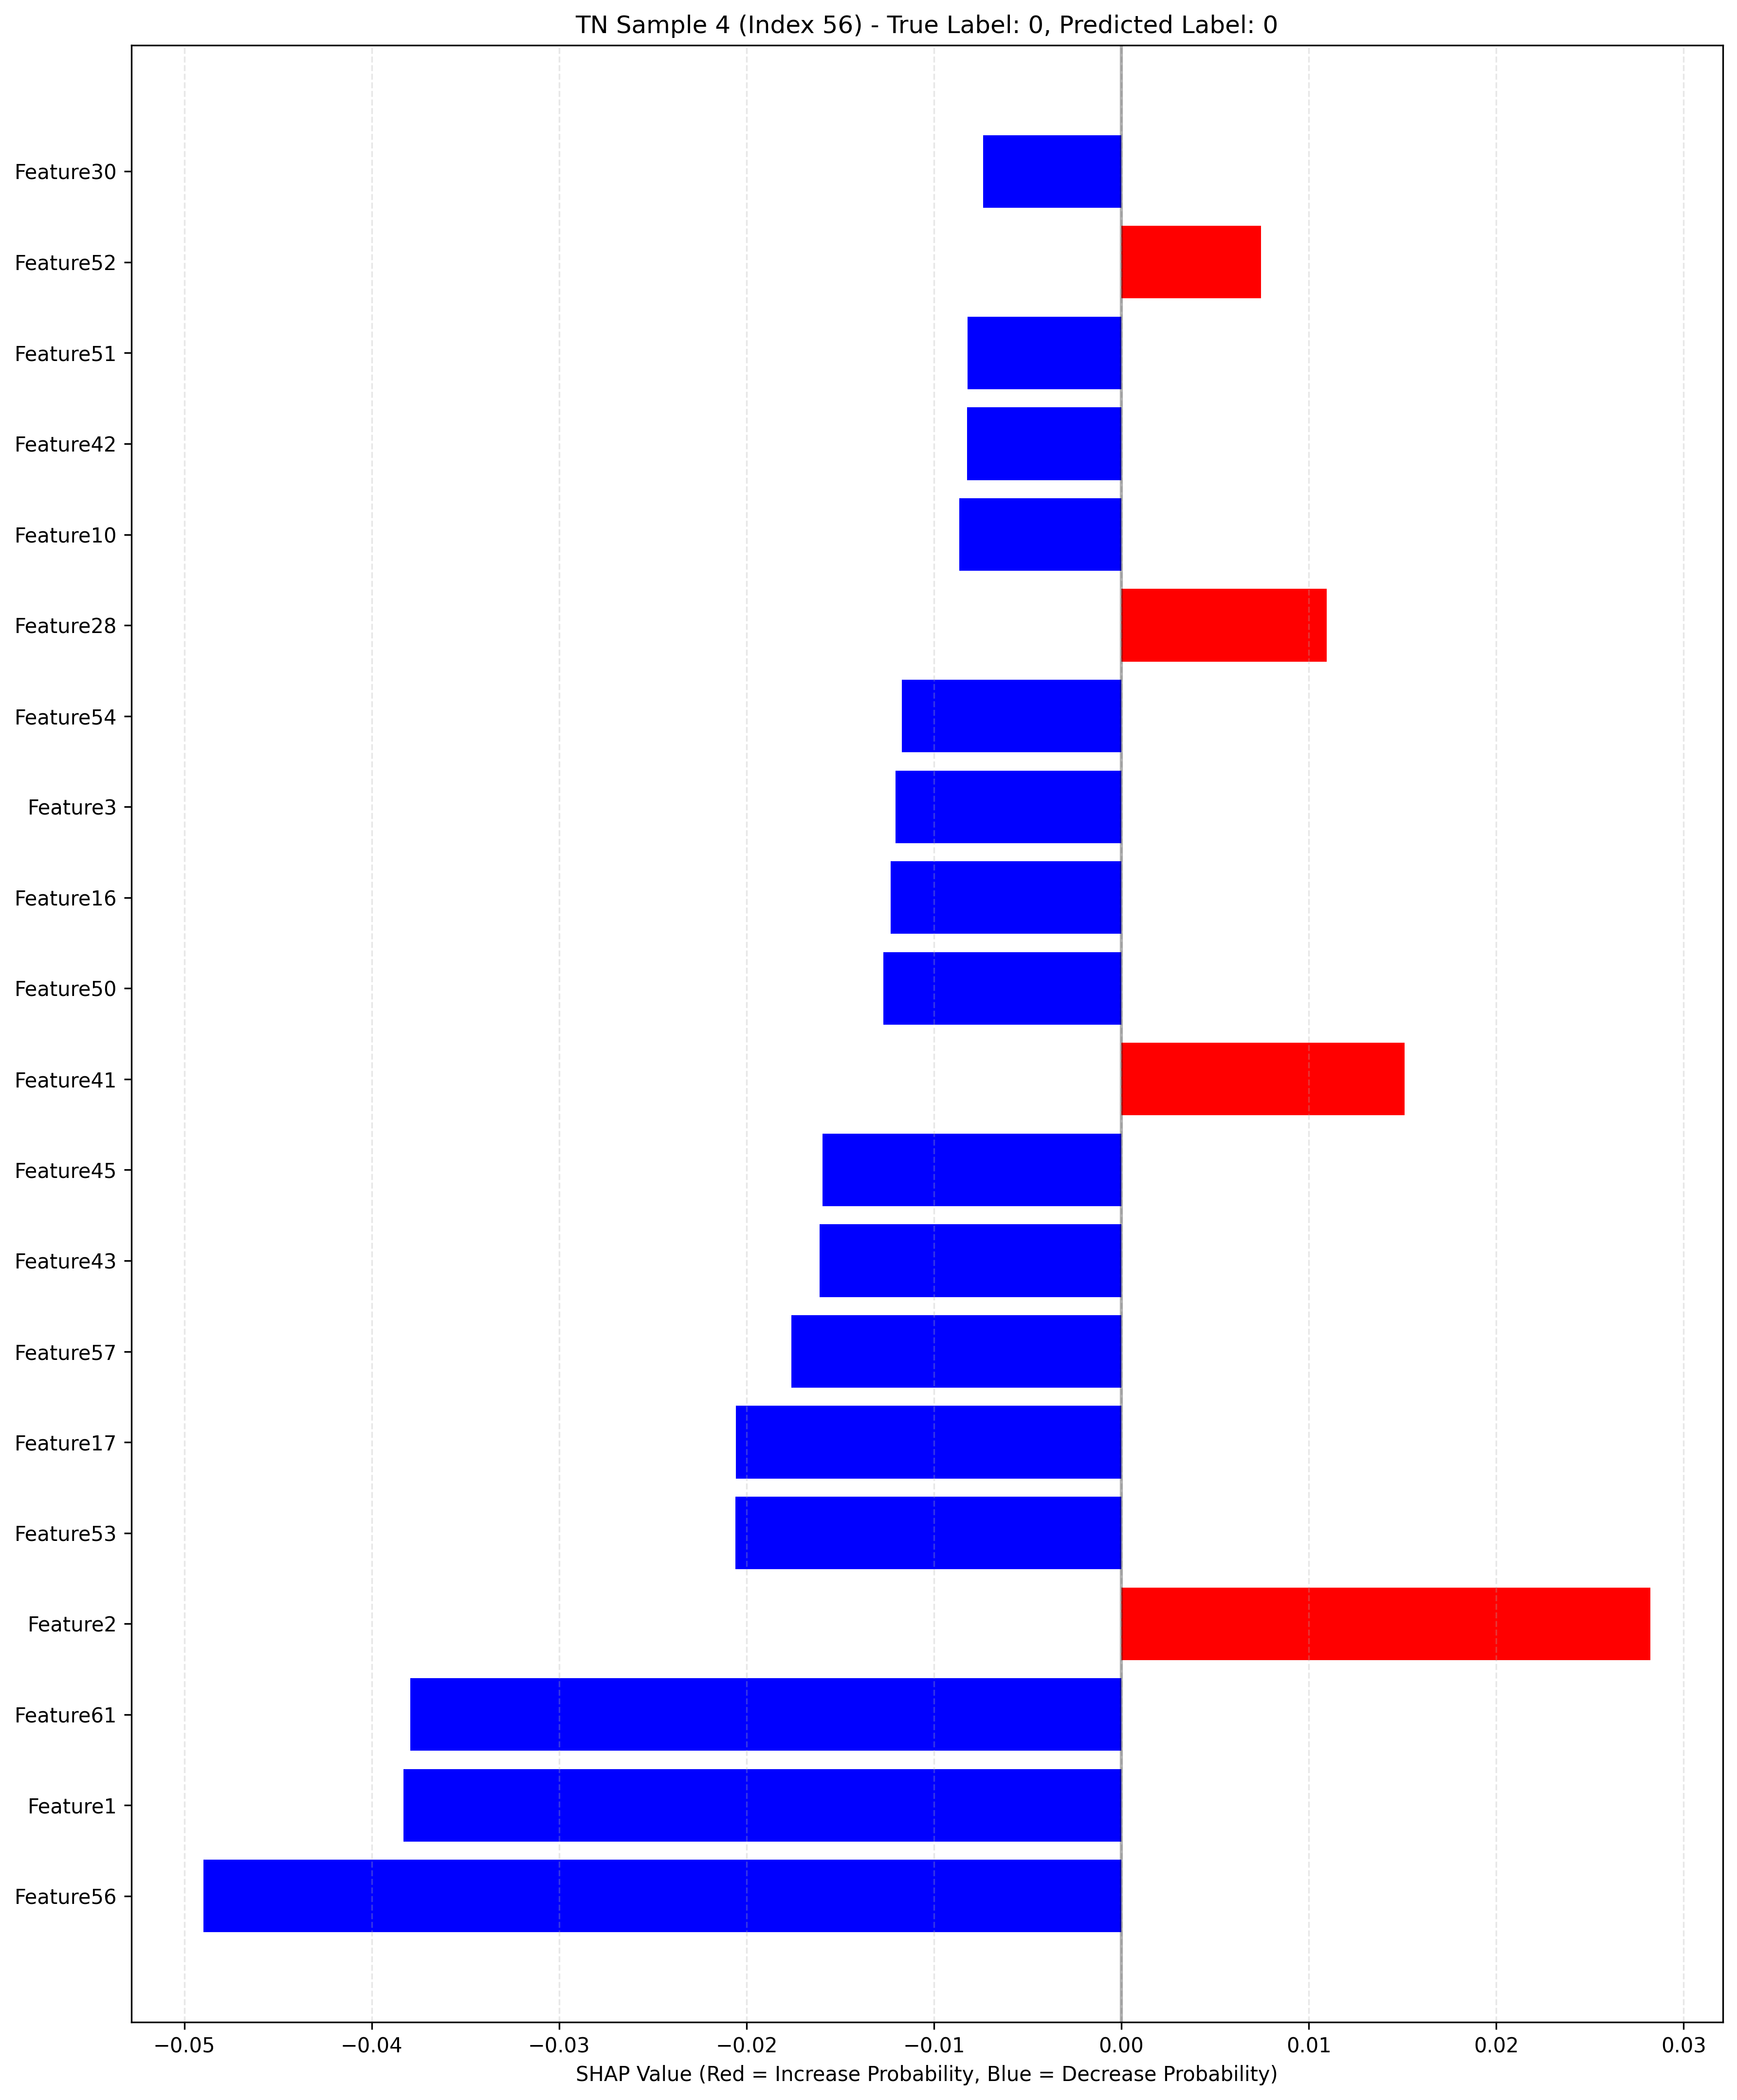 TN Sample 4 (Index 56) - True Label: 0, Predicted Label: 0
Feature30
Feature52
Feature51
Feature42
Feature10
Feature28
Feature54
Feature3
Feature16
Feature50
Feature41
Feature45
Feature43
Feature57
Feature17
Feature53
Feature2
Feature61
Feature1
Feature56
−0.05 −0.04 −0.03 −0.02 −0.01 0.00 0.01 0.02 0.03
SHAP Value (Red = Increase Probability, Blue = Decrease Probability)